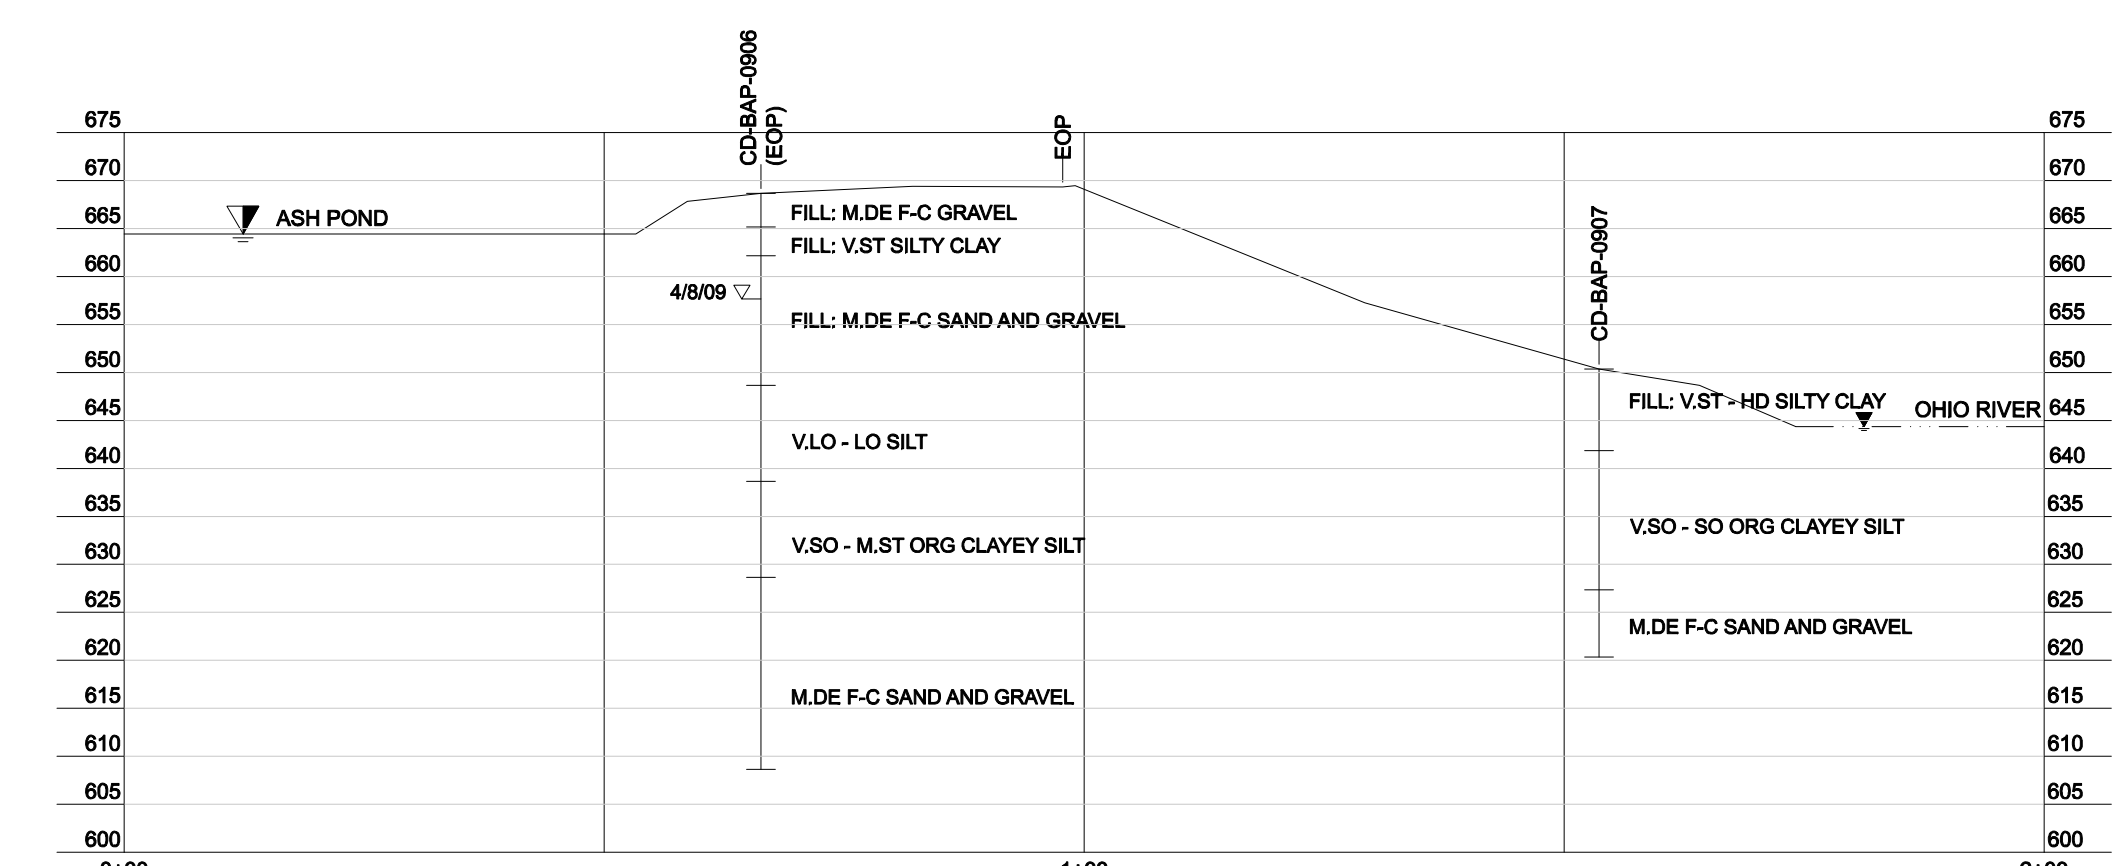 CD-BAP-0906
(EOP)
EOP
675
675
670
670
CD-BAP-0907
665
ASH POND
FILL: M.DE F-C GRAVEL
665
FILL: V.ST SILTY CLAY
660
660
4/8/09
655
FILL: M.DE F-C SAND AND GRAVEL
655
650
650
645
FILL: V.ST - HD SILTY CLAY
OHIO RIVER
645
640
V.LO - LO SILT
640
635
V.SO - SO ORG CLAYEY SILT
635
630
V.SO - M.ST ORG CLAYEY SILT
630
625
625
620
M.DE F-C SAND AND GRAVEL
620
615
M.DE F-C SAND AND GRAVEL
615
610
610
605
605
600
600